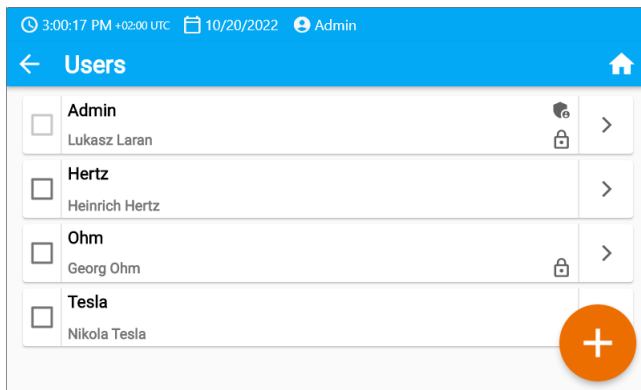 3:00:17 PM +02:00 UTC 10/20/2022 Admin
Users
Admin
Lukasz Laran
Hertz
Heinrich Hertz
Ohm
Georg Ohm
Tesla
Nikola Tesla